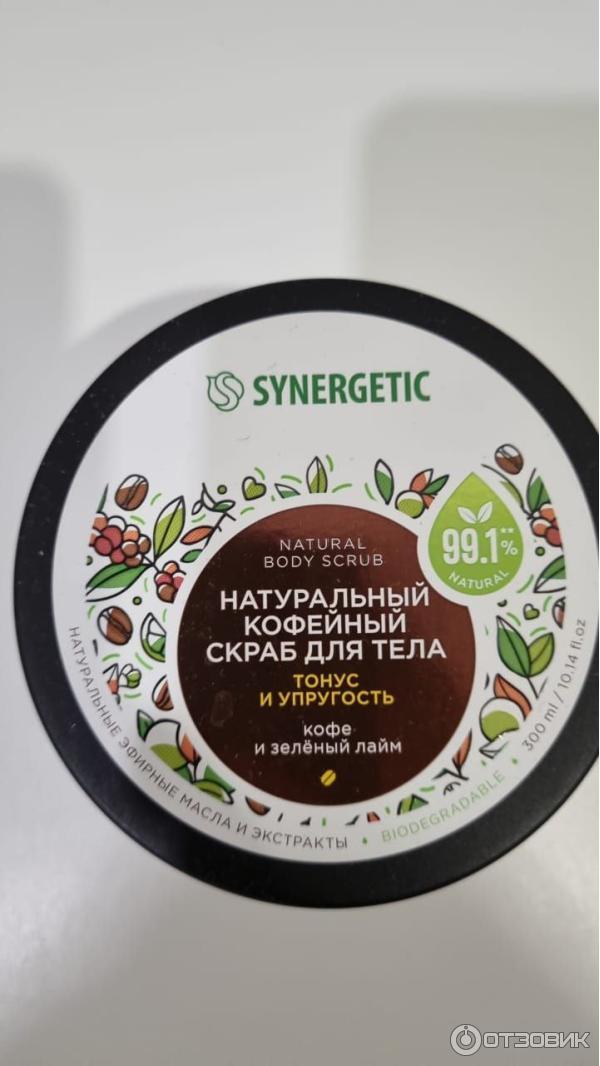 SYNERGETIC
NATURAL
BODY SCRUB
99.1**%
NATURAL
НАТУРАЛЬНЫЙ
КОФЕЙНЫЙ
СКРАБ ДЛЯ ТЕЛА
ТОНУС
И УПРУГОСТЬ
кофе
и зелёный лайм
НАТУРАЛЬНЫЕ ЭФИРНЫЕ МАСЛА И ЭКСТРАКТЫ • BIODEGRADABLE • 300 ml / 10.14 fl.oz
ОТЗОВИК